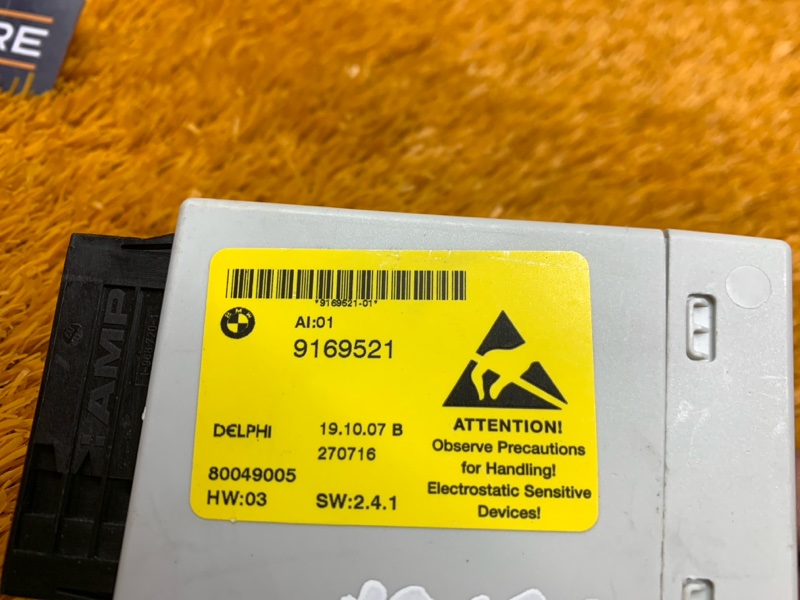 RE
AMP
*9169521-01*
BMW
AI:01
9169521
DELPHI
19.10.07 B
270716
80049005
HW:03
SW:2.4.1
ATTENTION!
Observe Precautions
for Handling!
Electrostatic Sensitive
Devices!